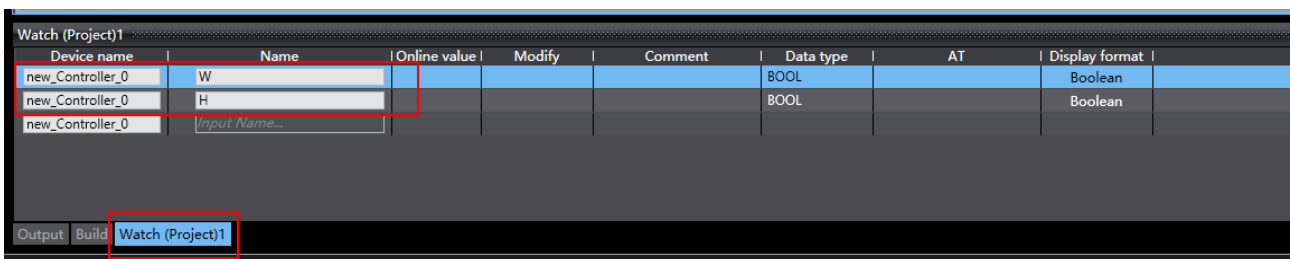 Watch (Project)1
Device name Name Online value Modify Comment Data type AT Display format
new_Controller_0 W BOOL Boolean
new_Controller_0 H BOOL Boolean
new_Controller_0 Input Name...
Output Build Watch (Project)1